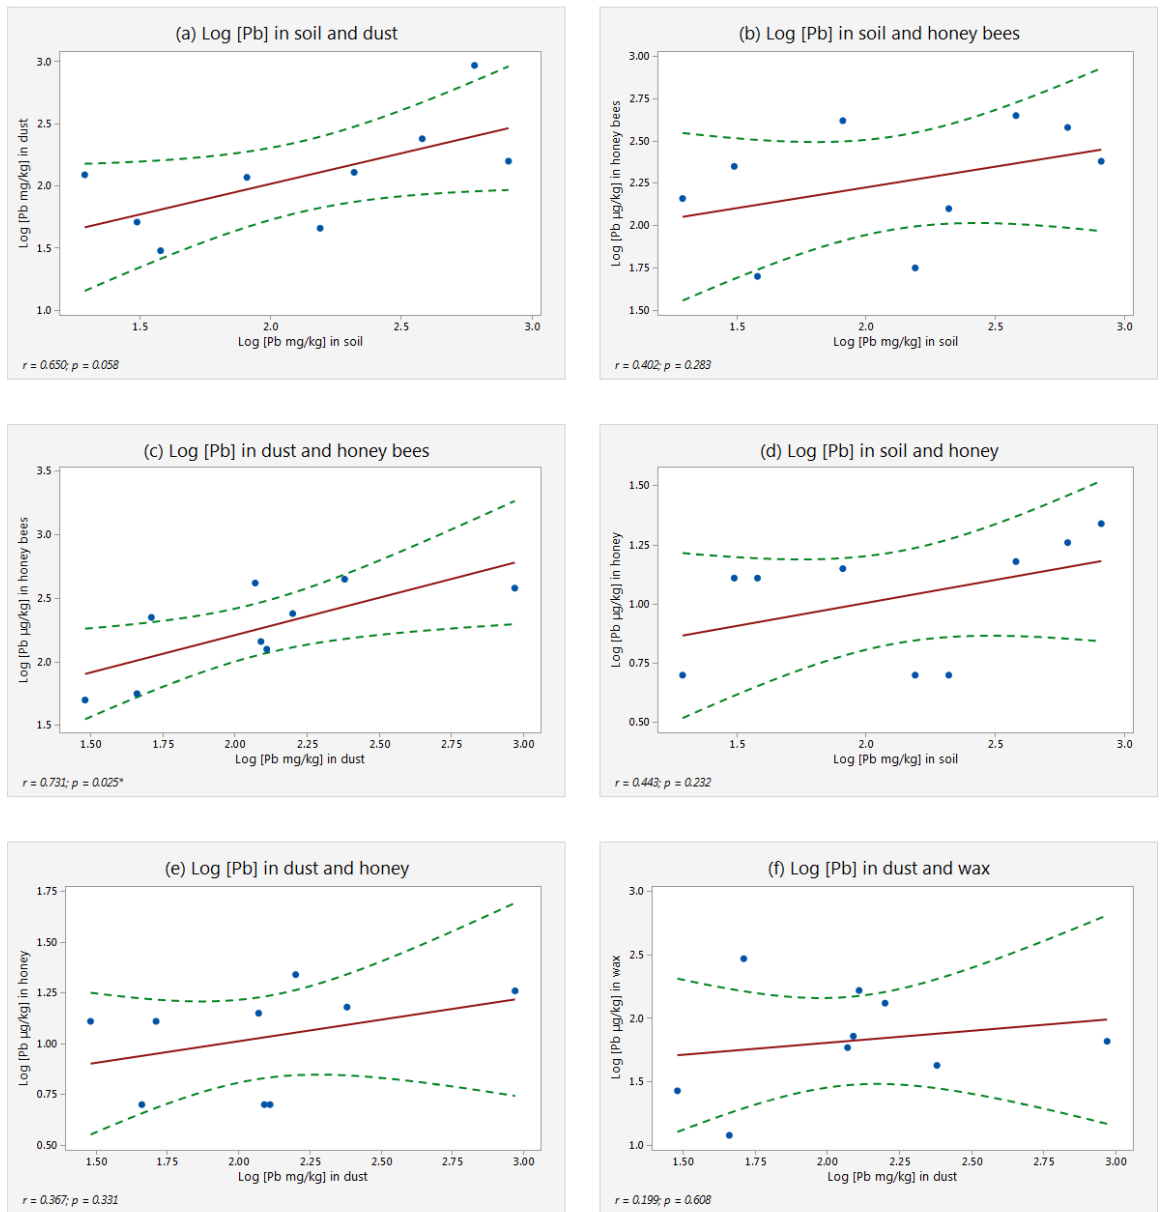 (a) Log [Pb] in soil and dust
Log [Pb mg/kg] in dust
3.0
2.5
2.0
1.5
1.0
1.5
2.0
2.5
3.0
Log [Pb mg/kg] in soil
r = 0.650; p = 0.058
(b) Log [Pb] in soil and honey bees
Log [Pb µg/kg] in honey bees
3.00
2.75
2.50
2.25
2.00
1.75
1.50
1.5
2.0
2.5
3.0
Log [Pb mg/kg] in soil
r = 0.402; p = 0.283
(c) Log [Pb] in dust and honey bees
Log [Pb µg/kg] in honey bees
3.5
3.0
2.5
2.0
1.5
1.50
1.75
2.00
2.25
2.50
2.75
3.00
Log [Pb mg/kg] in dust
r = 0.731; p = 0.025*
(d) Log [Pb] in soil and honey
Log [Pb µg/kg] in honey
1.50
1.25
1.00
0.75
0.50
1.5
2.0
2.5
3.0
Log [Pb mg/kg] in soil
r = 0.443; p = 0.232
(e) Log [Pb] in dust and honey
Log [Pb µg/kg] in honey
1.75
1.50
1.25
1.00
0.75
0.50
1.50
1.75
2.00
2.25
2.50
2.75
3.00
Log [Pb mg/kg] in dust
r = 0.367; p = 0.331
(f) Log [Pb] in dust and wax
Log [Pb µg/kg] in wax
3.0
2.5
2.0
1.5
1.0
1.50
1.75
2.00
2.25
2.50
2.75
3.00
Log [Pb mg/kg] in dust
r = 0.199; p = 0.608